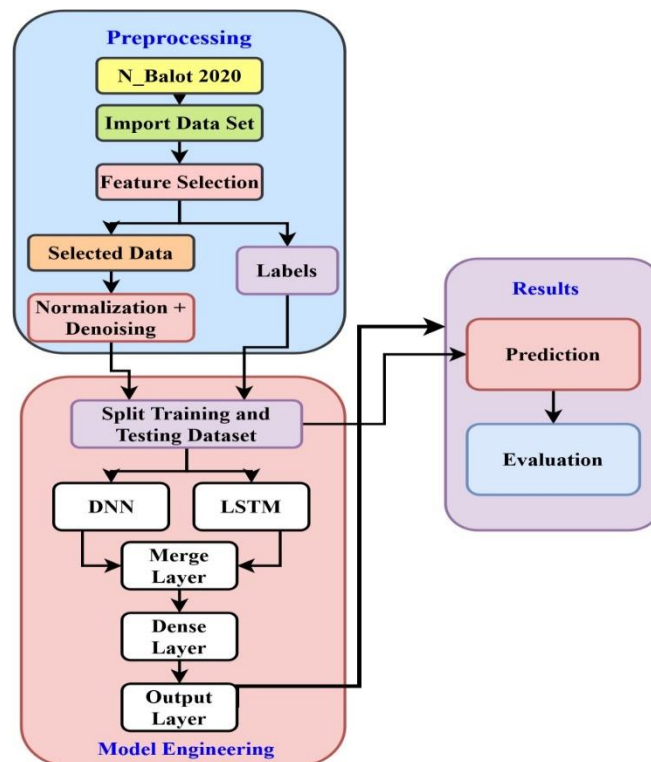 Preprocessing
N_Balot 2020
Import Data Set
Feature Selection
Selected Data
Labels
Normalization +
Denoising
Split Training and
Testing Dataset
DNN
LSTM
Merge
Layer
Dense
Layer
Output
Layer
Model Engineering
Results
Prediction
Evaluation